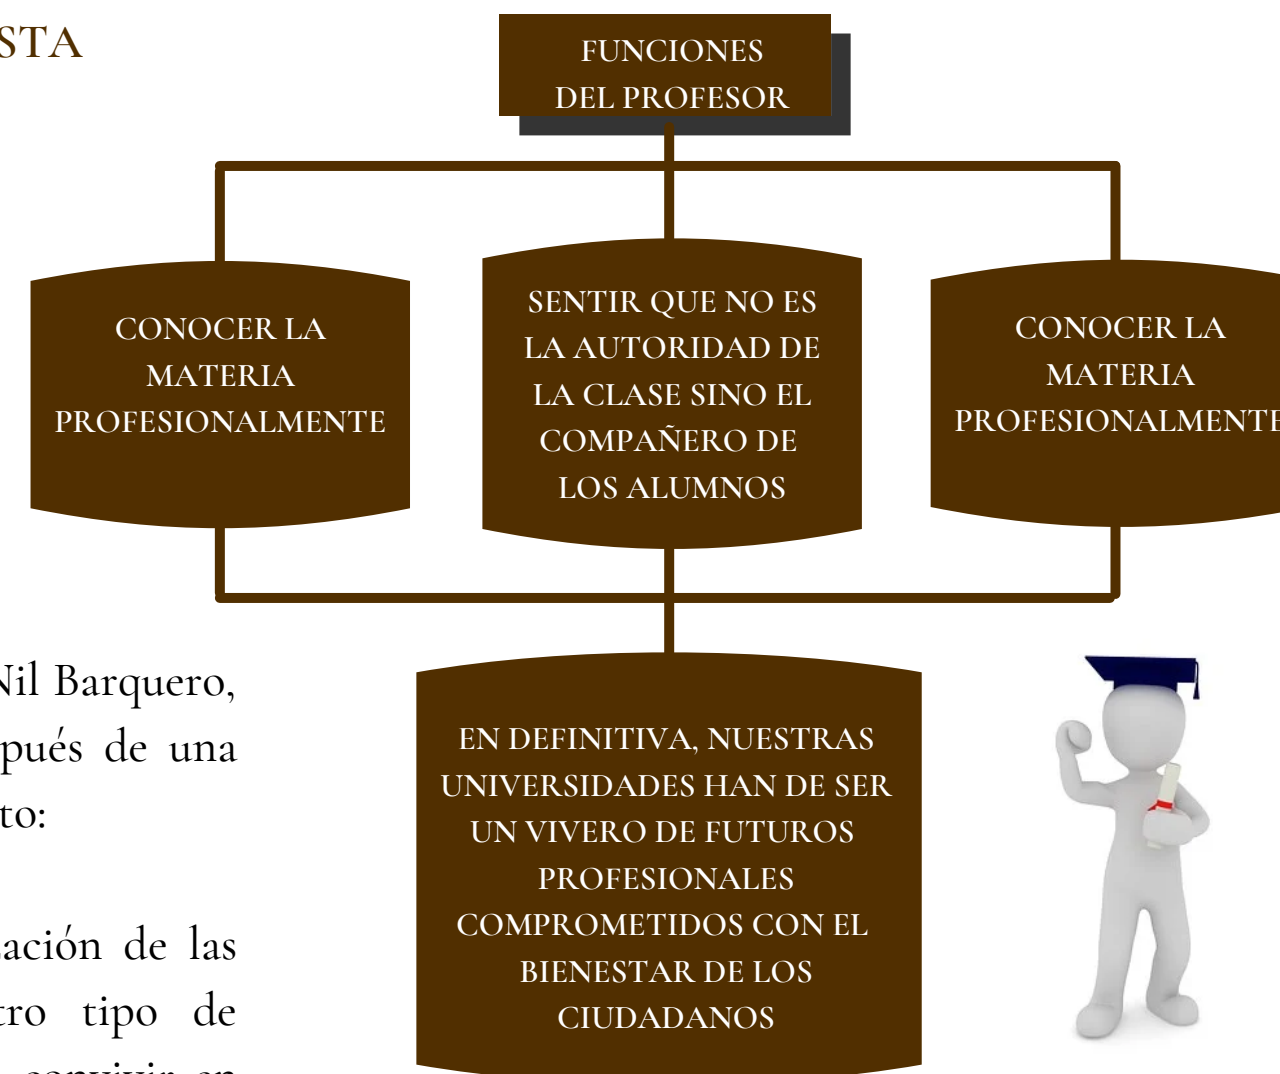 STA
FUNCIONES
DEL PROFESOR
CONOCER LA
MATERIA
PROFESIONALMENTE
SENTIR QUE NO ES
LA AUTORIDAD DE
LA CLASE SINO EL
COMPAÑERO DE
LOS ALUMNOS
CONOCER LA
MATERIA
PROFESIONALMENTE
Nil Barquero,
pués de una
to:
ación de las
tro tipo de
convivir en
EN DEFINITIVA, NUESTRAS
UNIVERSIDADES HAN DE SER
UN VIVERO DE FUTUROS
PROFESIONALES
COMPROMETIDOS CON EL
BIENESTAR DE LOS
CIUDADANOS